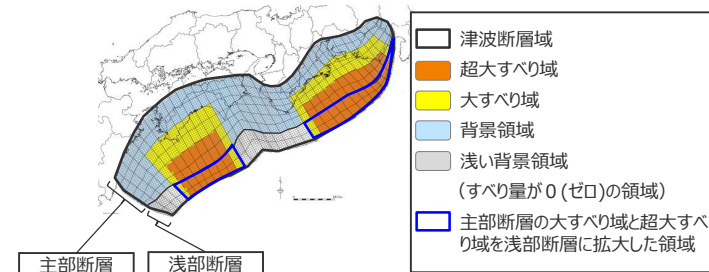 津波断層域
超大すべり域
大すべり域
背景領域
浅い背景領域
(すべり量が０(ゼロ)の領域)
主部断層の大すべり域と超大すべ
り域を浅部断層に拡大した領域
主部断層
浅部断層